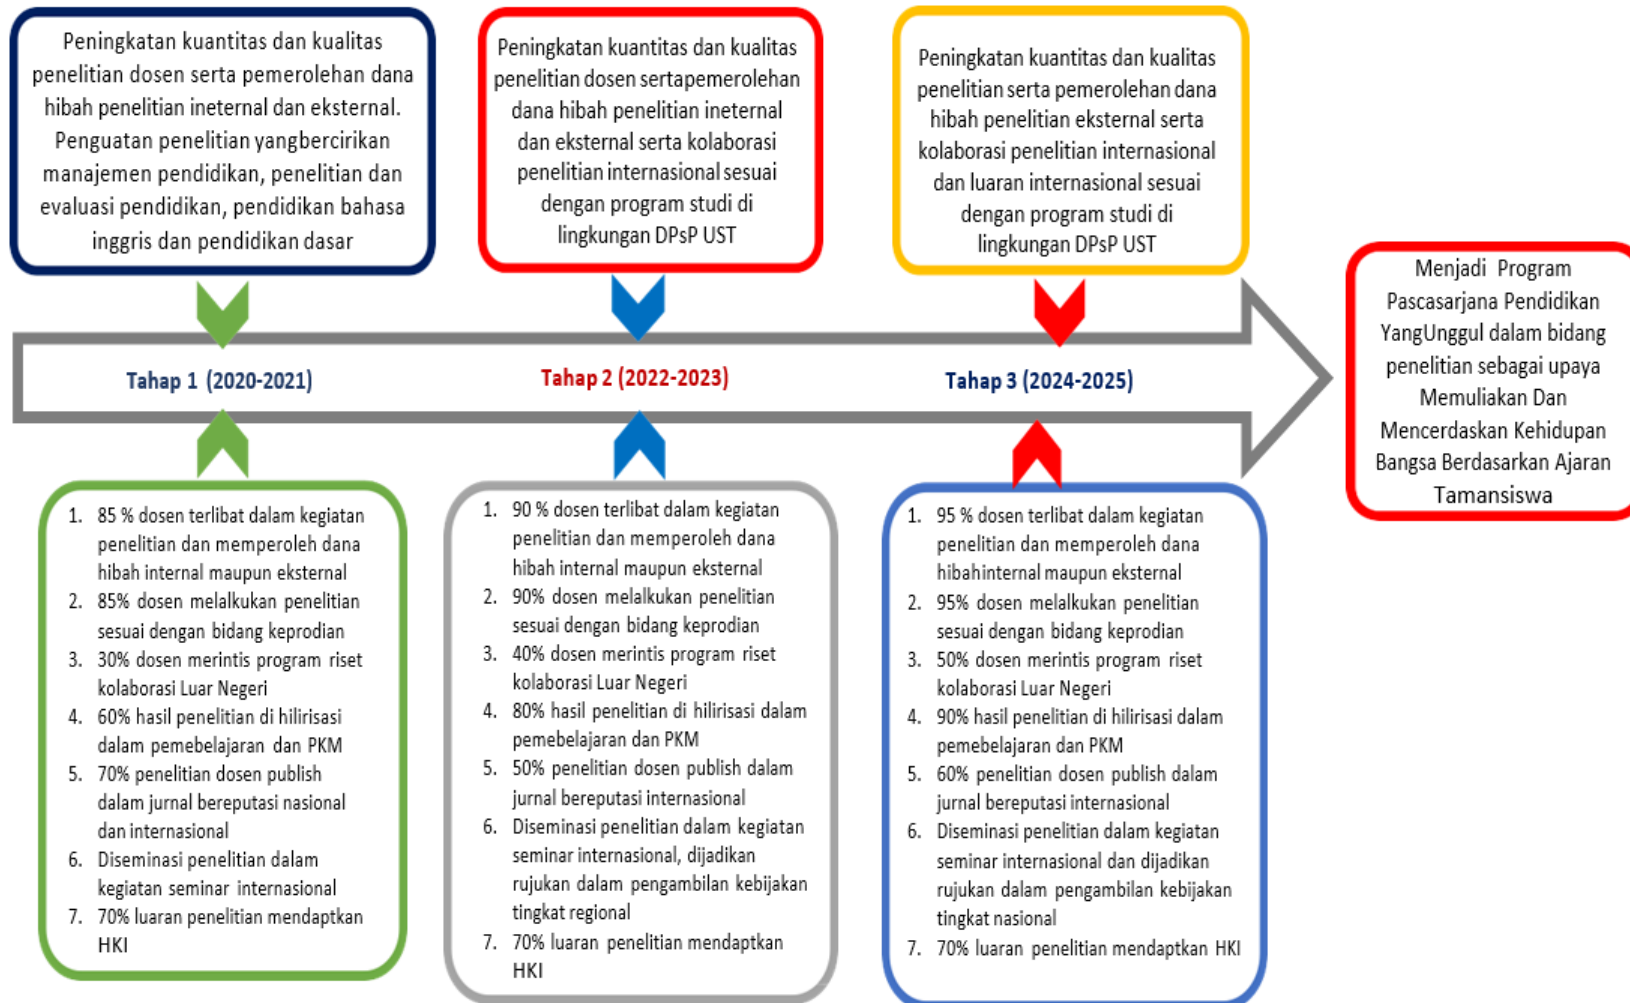 Peningkatan kuantitas dan kualitas
penelitian dosen serta pemerolehan dana
hibah penelitian ineternal dan eksternal.
Penguatan penelitian yangbercirikan
manajemen pendidikan, penelitian dan
evaluasi pendidikan, pendidikan bahasa
inggris dan pendidikan dasar
Peningkatan kuantitas dan kualitas
penelitian dosen sertapemerolehan
dana hibah penelitian ineternal
dan eksternal serta kolaborasi
penelitian internasional sesuai
dengan program studi di
lingkungan DPsP UST
Peningkatan kuantitas dan kualitas
penelitian serta pemerolehan dana
hibah penelitian eksternal serta
kolaborasi penelitian internasional
dan luaran internasional sesuai
dengan program studi di
lingkungan DPsP UST
Tahap 1 (2020-2021)
Tahap 2 (2022-2023)
Tahap 3 (2024-2025)
Menjadi Program
Pascasarjana Pendidikan
YangUnggul dalam bidang
penelitian sebagai upaya
Memuliakan Dan
Mencerdaskan Kehidupan
Bangsa Berdasarkan Ajaran
Tamansiswa
1. 85 % dosen terlibat dalam kegiatan
penelitian dan memperoleh dana
hibah internal maupun eksternal
2. 85% dosen melalkukan penelitian
sesuai dengan bidang keprodian
3. 30% dosen merintis program riset
kolaborasi Luar Negeri
4. 60% hasil penelitian di hilirisasi
dalam pemebelajaran dan PKM
5. 70% penelitian dosen publish
dalam jurnal bereputasi nasional
dan internasional
6. Diseminasi penelitian dalam
kegiatan seminar internasional
7. 70% luaran penelitian mendaptkan
HKI
1. 90 % dosen terlibat dalam kegiatan
penelitian dan memperoleh dana
hibah internal maupun eksternal
2. 90% dosen melalkukan penelitian
sesuai dengan bidang keprodian
3. 40% dosen merintis program riset
kolaborasi Luar Negeri
4. 80% hasil penelitian di hilirisasi dalam
pemebelajaran dan PKM
5. 50% penelitian dosen publish dalam
jurnal bereputasi internasional
6. Diseminasi penelitian dalam kegiatan
seminar internasional, dijadikan
rujukan dalam pengambilan kebijakan
tingkat regional
7. 70% luaran penelitian mendaptkan
HKI
1. 95 % dosen terlibat dalam kegiatan
penelitian dan memperoleh dana
hibahinternal maupun eksternal
2. 95% dosen melalkukan penelitian
sesuai dengan bidang keprodian
3. 50% dosen merintis program riset
kolaborasi Luar Negeri
4. 90% hasil penelitian di hilirisasi dalam
pemebelajaran dan PKM
5. 60% penelitian dosen publish dalam
jurnal bereputasi internasional
6. Diseminasi penelitian dalam kegiatan
seminar internasional dan dijadikan
rujukan dalam pengambilan kebijakan
tingkat nasional
7. 70% luaran penelitian mendaptkan HKI